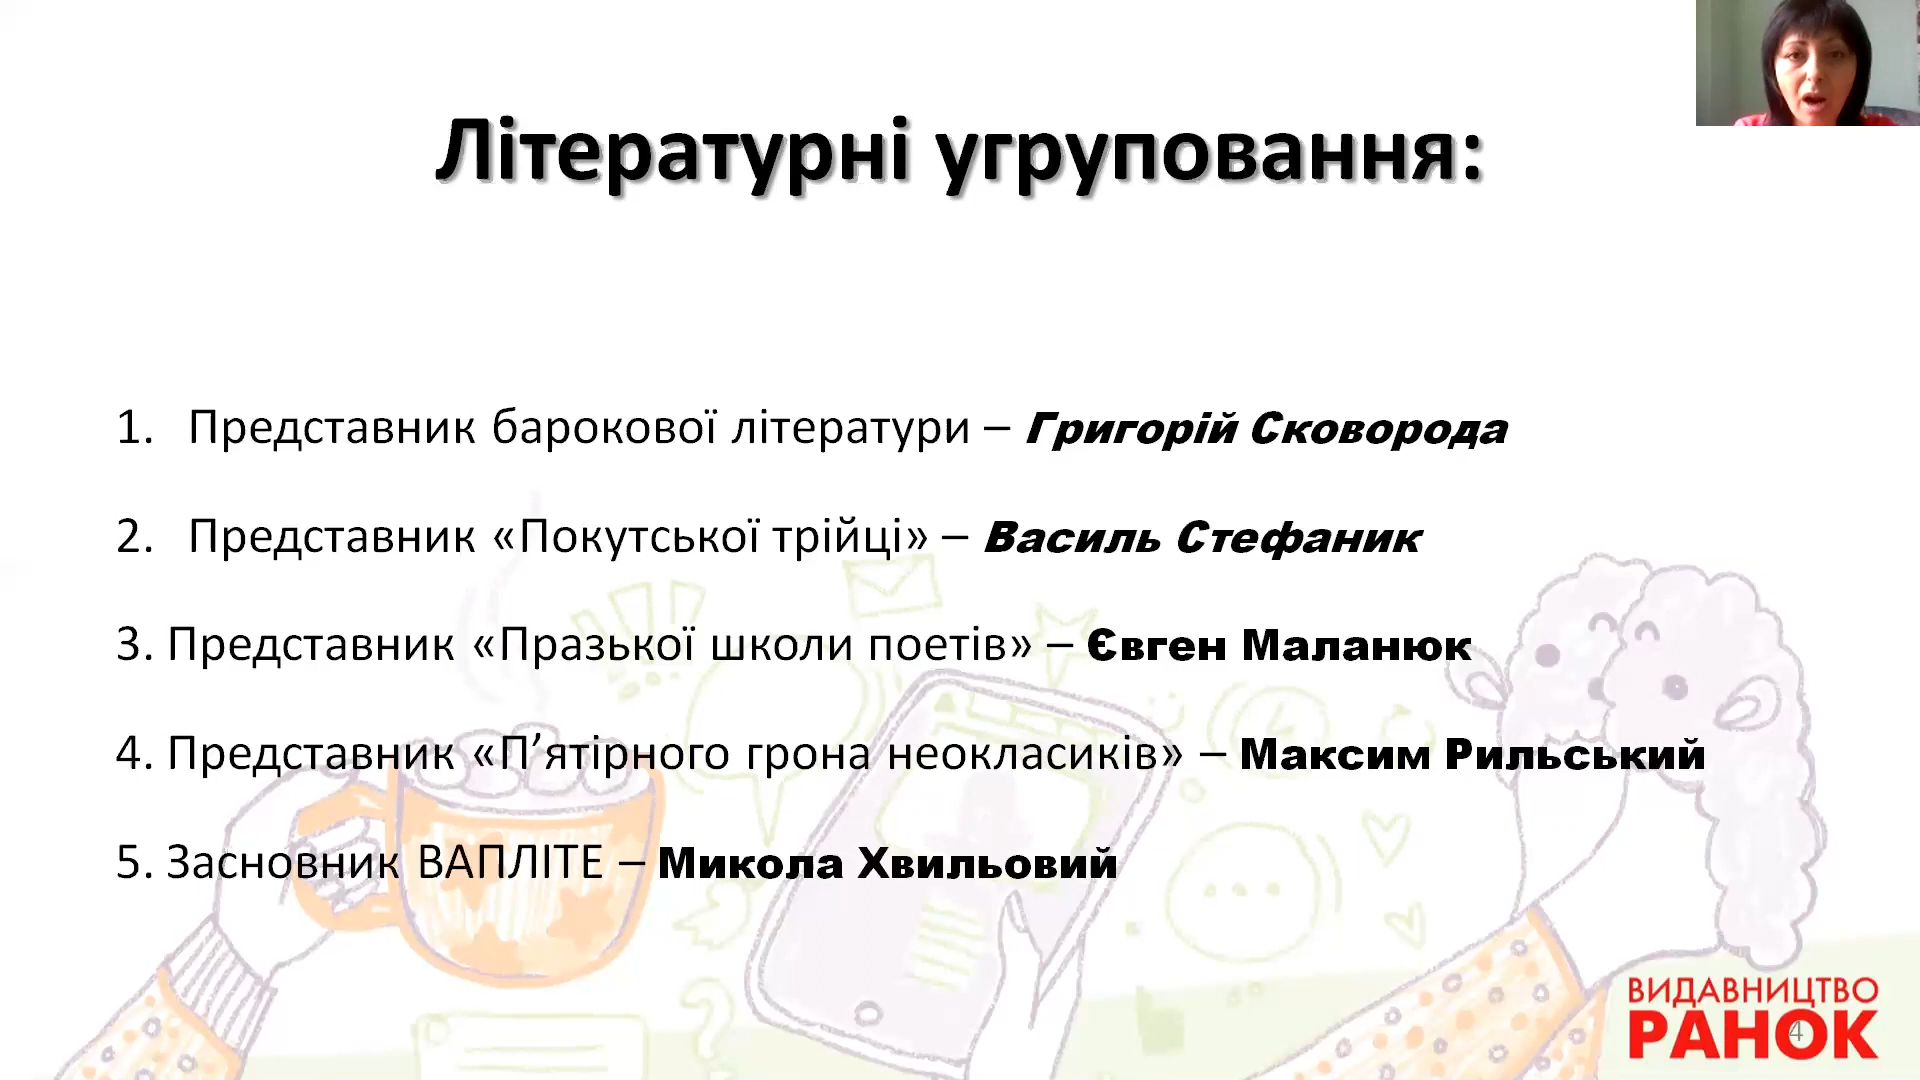 Літературні угруповання:
1. Представник барокової літератури – Григорій Сковорода
2. Представник «Покутської трійці» – Василь Стефаник
3. Представник «Празької школи поетів» – Євген Маланюк
4. Представник «П’ятірного грона неокласиків» – Максим Рильський
5. Засновник ВАПЛІТЕ – Микола Хвильовий
ВИДАВНИЦТВО
РАНОК
4